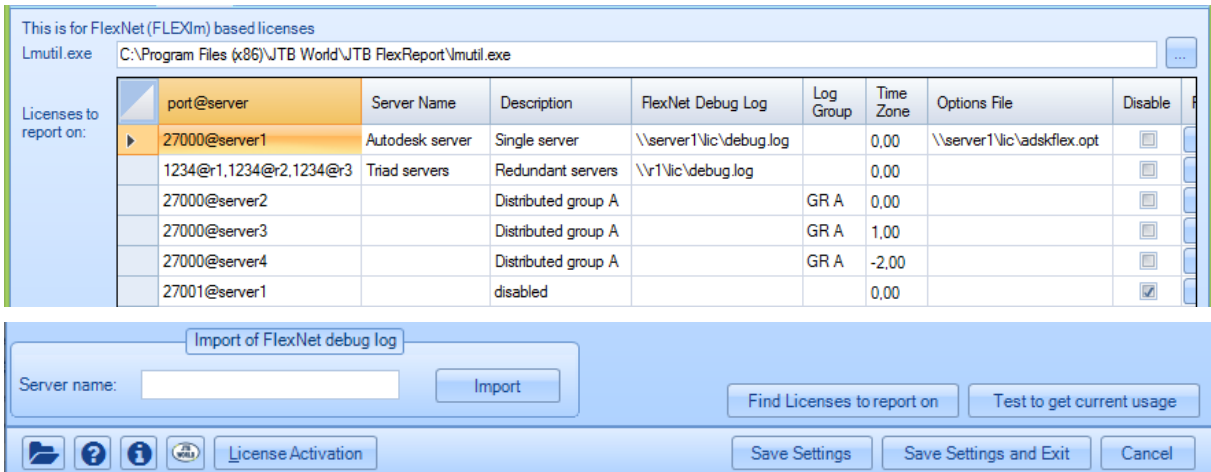 This is for FlexNet (FLEXlm) based licenses
Lmutil.exe C:\Program Files (x86)\JTB World\JTB FlexReport\lmutil.exe ...
Licenses to report on:
port@server Server Name Description FlexNet Debug Log Log Group Time Zone Options File Disable
27000@server1 Autodesk server Single server \\server1\lic\debug.log 0,00 \\server1\lic\adskflex.opt
1234@r1,1234@r2,1234@r3 Triad servers Redundant servers \\r1\lic\debug.log 0,00
27000@server2 Distributed group A GR A 0,00
27000@server3 Distributed group A GR A 1,00
27000@server4 Distributed group A GR A -2,00
27001@server1 disabled 0,00
Import of FlexNet debug log
Server name: Import
Find Licenses to report on Test to get current usage
JTB WORLD License Activation Save Settings Save Settings and Exit Cancel